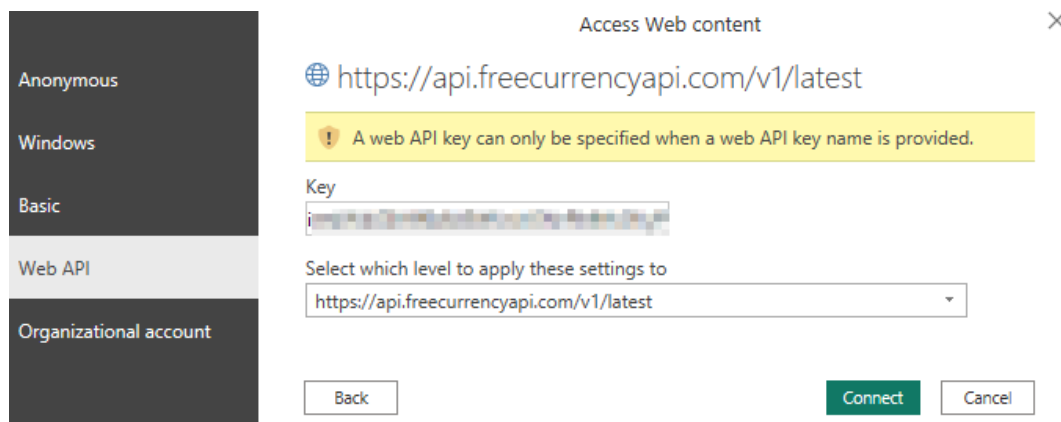 Access Web content
Anonymous
Windows
Basic
Web API
Organizational account
https://api.freecurrencyapi.com/v1/latest
A web API key can only be specified when a web API key name is provided.
Key
Select which level to apply these settings to
https://api.freecurrencyapi.com/v1/latest
Back
Connect
Cancel